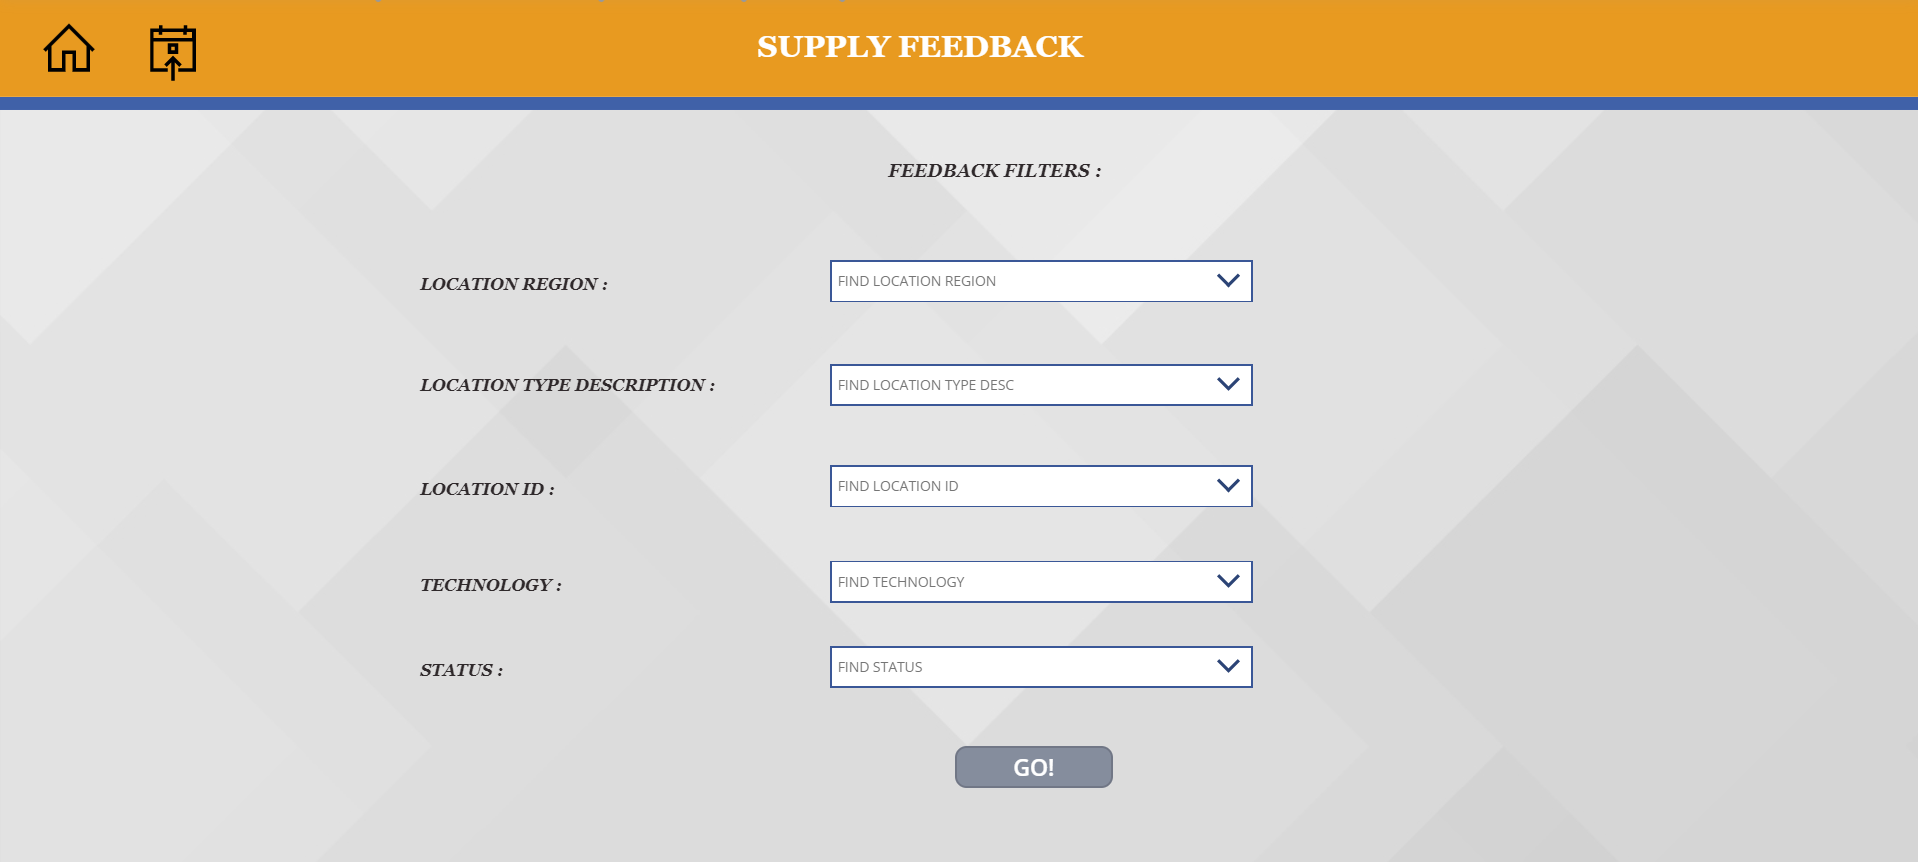 SUPPLY FEEDBACK
FEEDBACK FILTERS :
LOCATION REGION :
FIND LOCATION REGION
LOCATION TYPE DESCRIPTION :
FIND LOCATION TYPE DESC
LOCATION ID :
FIND LOCATION ID
TECHNOLOGY :
FIND TECHNOLOGY
STATUS :
FIND STATUS
GO!